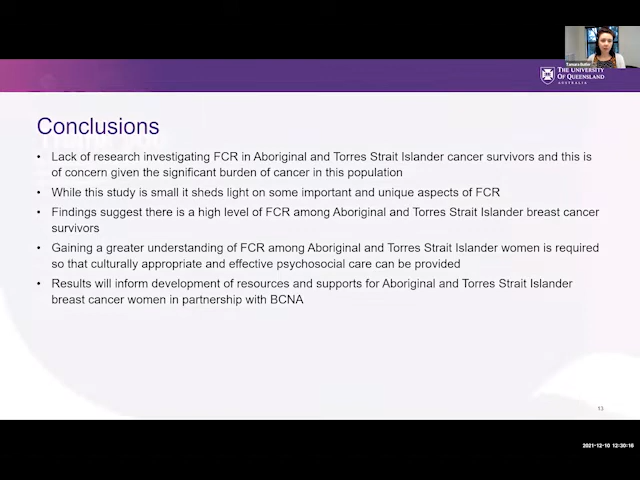 Tamara Butler
THE UNIVERSITY
OF QUEENSLAND
AUSTRALIA
Conclusions
• Lack of research investigating FCR in Aboriginal and Torres Strait Islander cancer survivors and this is
of concern given the significant burden of cancer in this population
• While this study is small it sheds light on some important and unique aspects of FCR
• Findings suggest there is a high level of FCR among Aboriginal and Torres Strait Islander breast cancer
survivors
• Gaining a greater understanding of FCR among Aboriginal and Torres Strait Islander women is required
so that culturally appropriate and effective psychosocial care can be provided
• Results will inform development of resources and supports for Aboriginal and Torres Strait Islander
breast cancer women in partnership with BCNA
13
2021-12-10 12:30:16